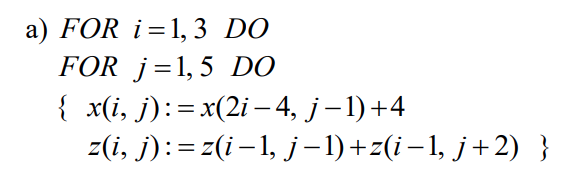 a) FOR i=1,3 DO
FOR j=1,5 DO
{ x(i, j):=x(2i−4, j−1)+4
z(i, j):=z(i−1, j−1)+z(i−1, j+2) }